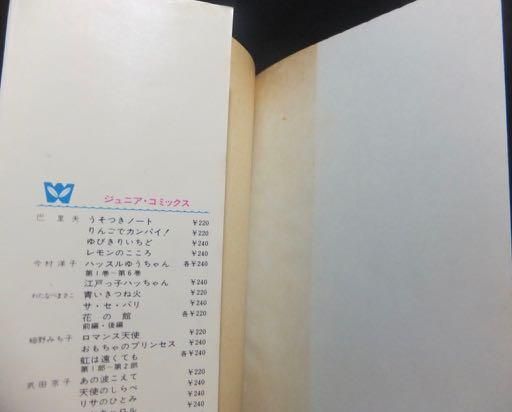 ジュニア・コミックス
巴里夫 うそつきノート ¥220
りんごでカンパイ! ¥220
ゆびきりいちど ¥240
レモンのこころ ¥240
今村洋子 ハッスルゆうちゃん 各¥240
第1巻〜第6巻
江戸っ子ハッちゃん ¥240
わたなべまさこ 青いきつね火 ¥220
サ・セ・パリ ¥240
花の館 各¥240
前編・後編
細野みち子 ロマンス天使 ¥240
おもちゃのプリンセス ¥240
虹は遠くても 各¥240
第1部〜第2部
武田京子 あの波こえて ¥220
天使のしらべ ¥240
リサのひとみ ¥240